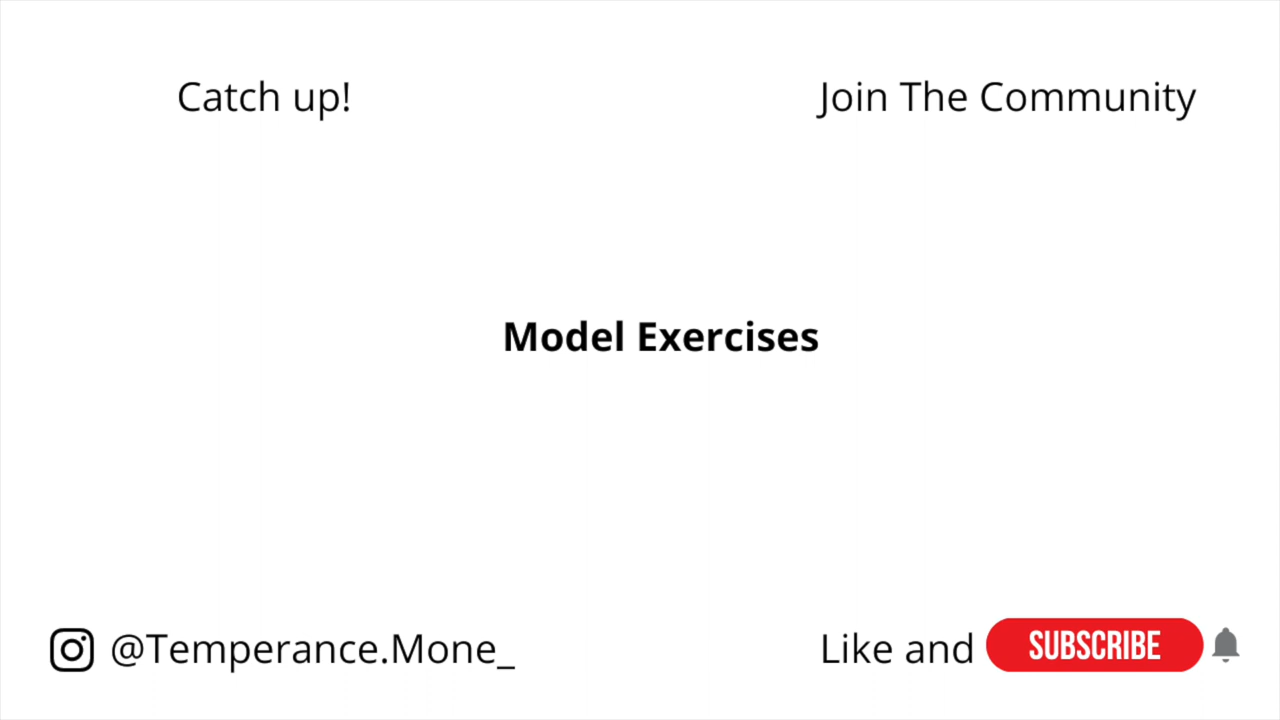 Catch up!
Join The Community
Model Exercises
@Temperance.Mone_
Like and SUBSCRIBE